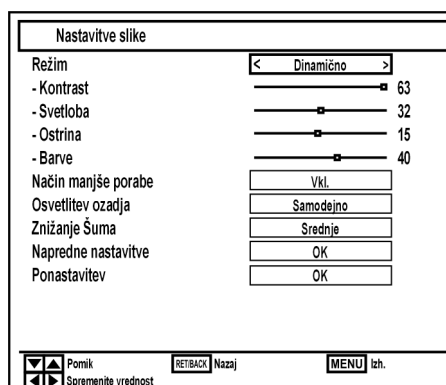 Nastavitve slike
Režim < Dinamično >
- Kontrast 63
- Svetloba 32
- Ostrina 15
- Barve 40
Način manjše porabe Vkl.
Osvetlitev ozadja Samodejno
Znižanje Šuma Srednje
Napredne nastavitve OK
Ponastavitev OK
Pomik RET/BACK Nazaj MENU Izh.
Spremenite vrednost